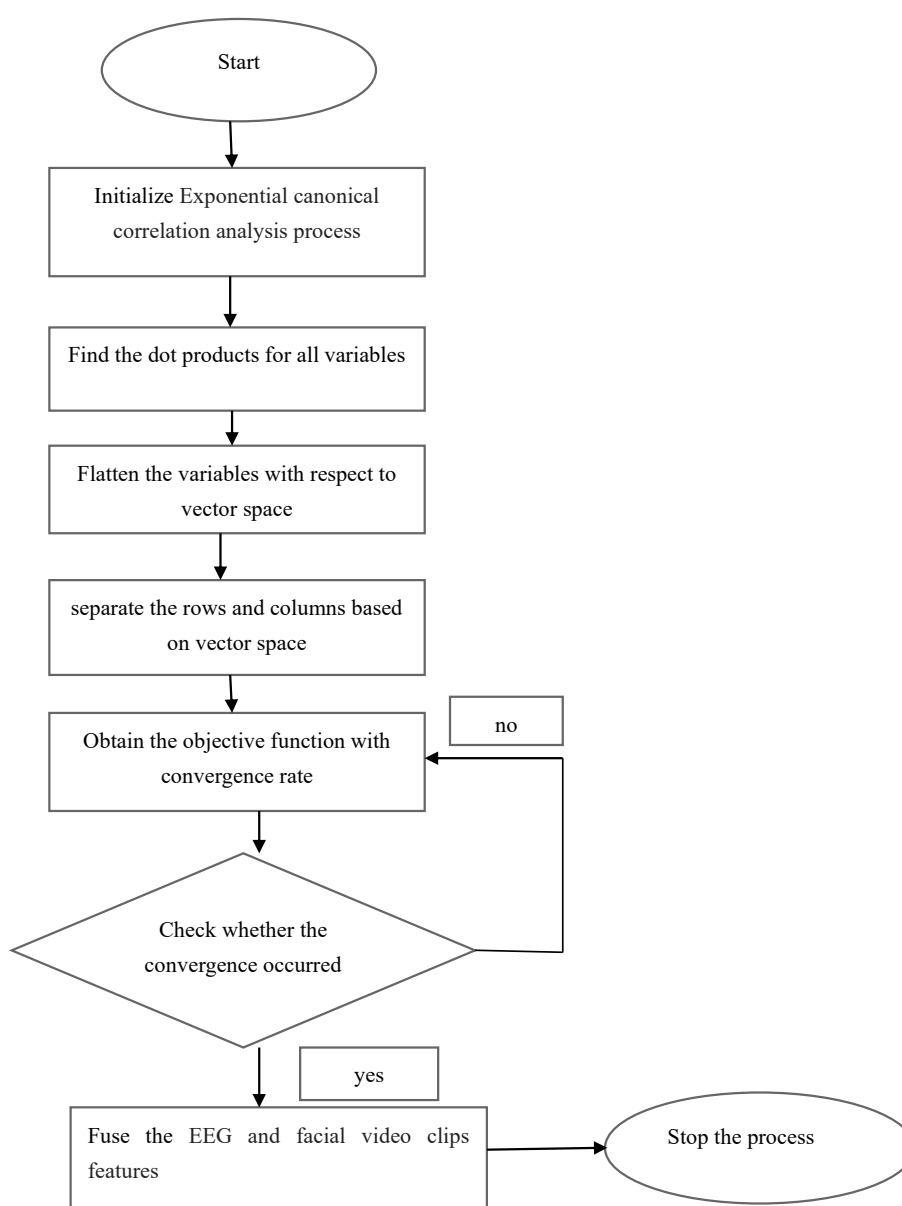 Start
Initialize Exponential canonical
correlation analysis process
Find the dot products for all variables
Flatten the variables with respect to
vector space
separate the rows and columns based
on vector space
no
Obtain the objective function with
convergence rate
Check whether the
convergence occurred
yes
Fuse the EEG and facial video clips
features
Stop the process